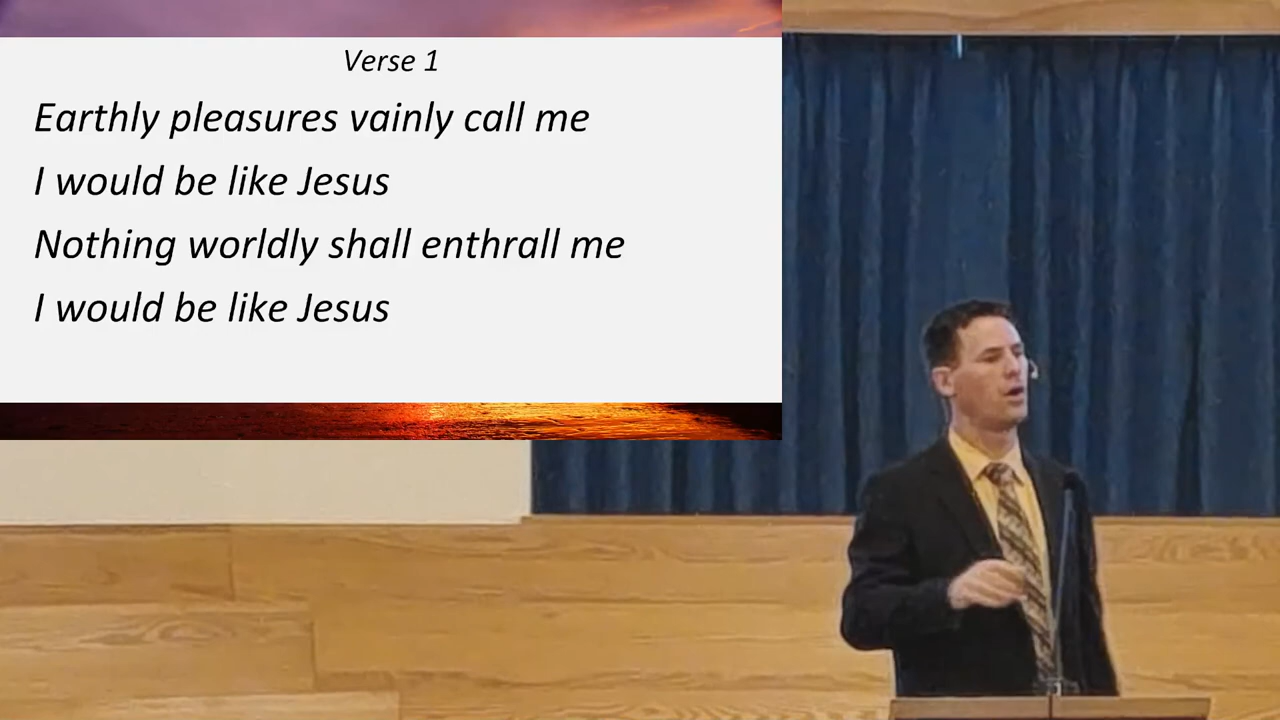 Verse 1
Earthly pleasures vainly call me
I would be like Jesus
Nothing worldly shall enthrall me
I would be like Jesus